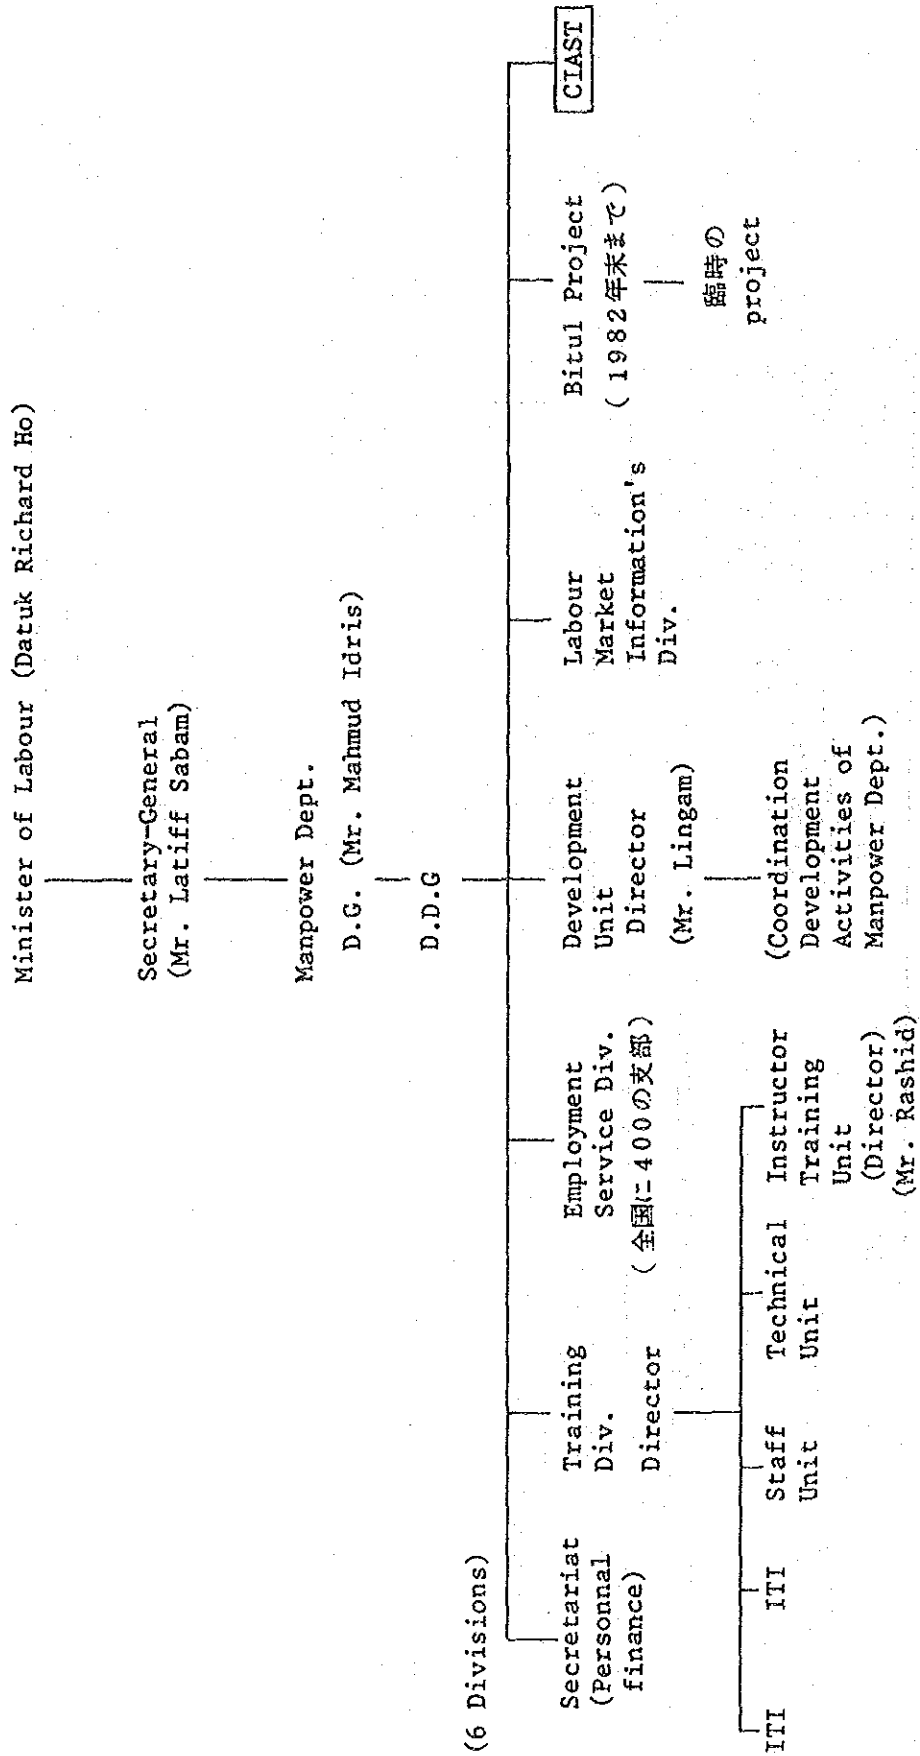 Minister of Labour (Datuk Richard Ho)
Secretary-General
(Mr. Latiff Sabam)
Manpower Dept.
D.G. (Mr. Mahmud Idris)
D.D.G
(6 Divisions)
Secretariat
(Personnal
finance)
Training
Div.
Director
Employment
Service Div.
(全国に400の支部)
Development
Unit
Director
(Mr. Lingam)
(Coordination
Development
Activities of
Manpower Dept.)
Labour
Market
Information's
Div.
Bitul Project
(1982年末まで)
臨時の
project
CIAST
ITI
ITI
Staff
Unit
Technical
Unit
Instructor
Training
Unit
(Director)
(Mr. Rashid)